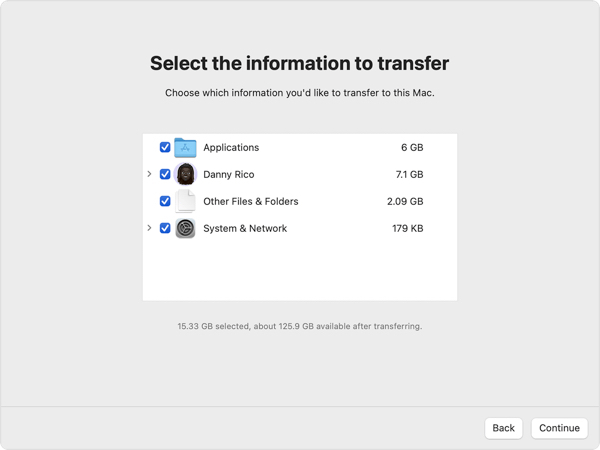 Select the information to transfer
Choose which information you'd like to transfer to this Mac.
Applications 6 GB
Danny Rico 7.1 GB
Other Files & Folders 2.09 GB
System & Network 179 KB
15.33 GB selected, about 125.9 GB available after transferring.
Back Continue